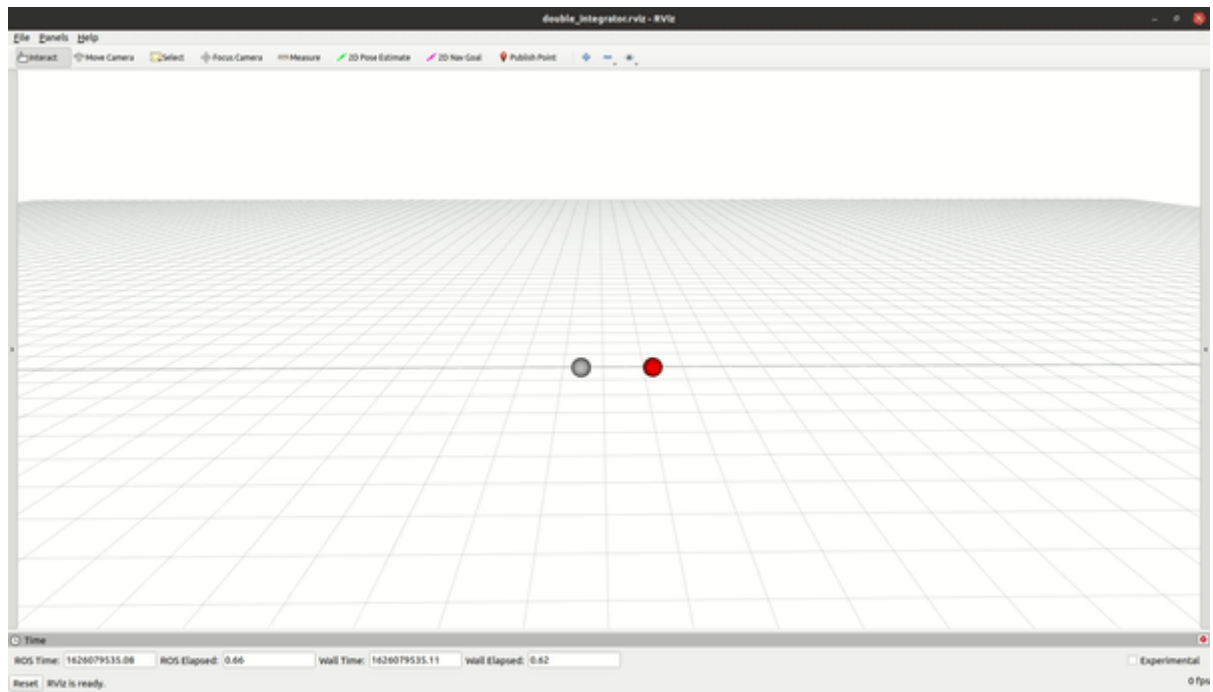 double_integrator.rviz - RViz
File Panels Help
Interact Move Camera Select Focus Camera Measure 2D Pose Estimate 2D Nav Goal Publish Point
Time
ROS Time: 1626079535.08 ROS Elapsed: 0.66 Wall Time: 1626079535.11 Wall Elapsed: 0.62 Experimental
Reset RViz is ready. 0 fps